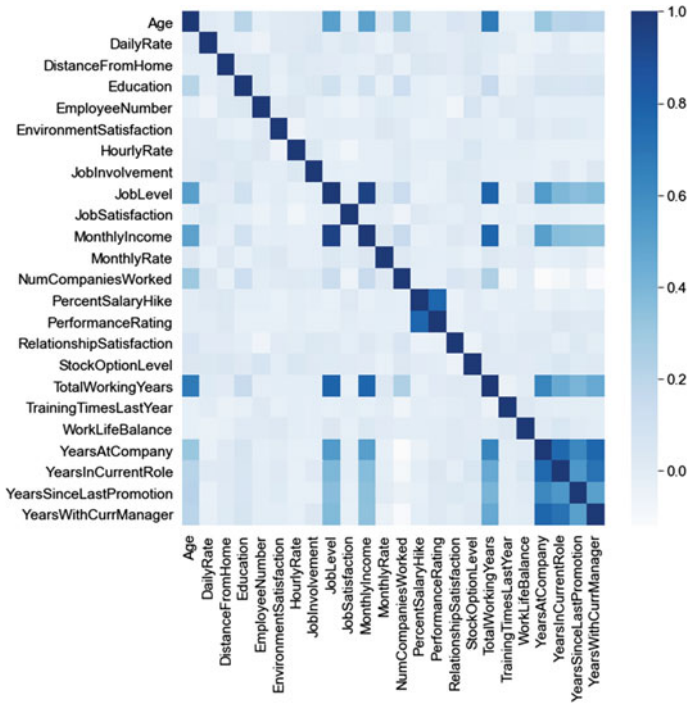 Age
DailyRate
DistanceFromHome
Education
EmployeeNumber
EnvironmentSatisfaction
HourlyRate
JobInvolvement
JobLevel
JobSatisfaction
MonthlyIncome
MonthlyRate
NumCompaniesWorked
PercentSalaryHike
PerformanceRating
RelationshipSatisfaction
StockOptionLevel
TotalWorkingYears
TrainingTimesLastYear
WorkLifeBalance
YearsAtCompany
YearsInCurrentRole
YearsSinceLastPromotion
YearsWithCurrManager
Age
DailyRate
DistanceFromHome
Education
EmployeeNumber
EnvironmentSatisfaction
HourlyRate
JobInvolvement
JobLevel
JobSatisfaction
MonthlyIncome
MonthlyRate
NumCompaniesWorked
PercentSalaryHike
PerformanceRating
RelationshipSatisfaction
StockOptionLevel
TotalWorkingYears
TrainingTimesLastYear
WorkLifeBalance
YearsAtCompany
YearsInCurrentRole
YearsSinceLastPromotion
YearsWithCurrManager
1.0
0.8
0.6
0.4
0.2
0.0